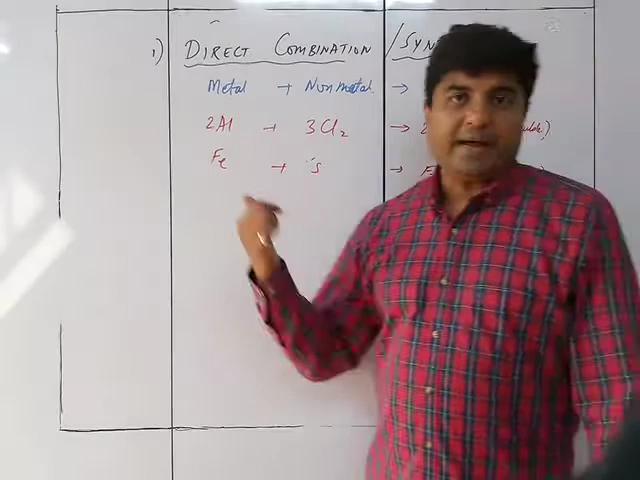 1) DIRECT COMBINATION / SYN
Metal + Nonmetal →
2Al + 3Cl₂ → 2
Fe + S → F